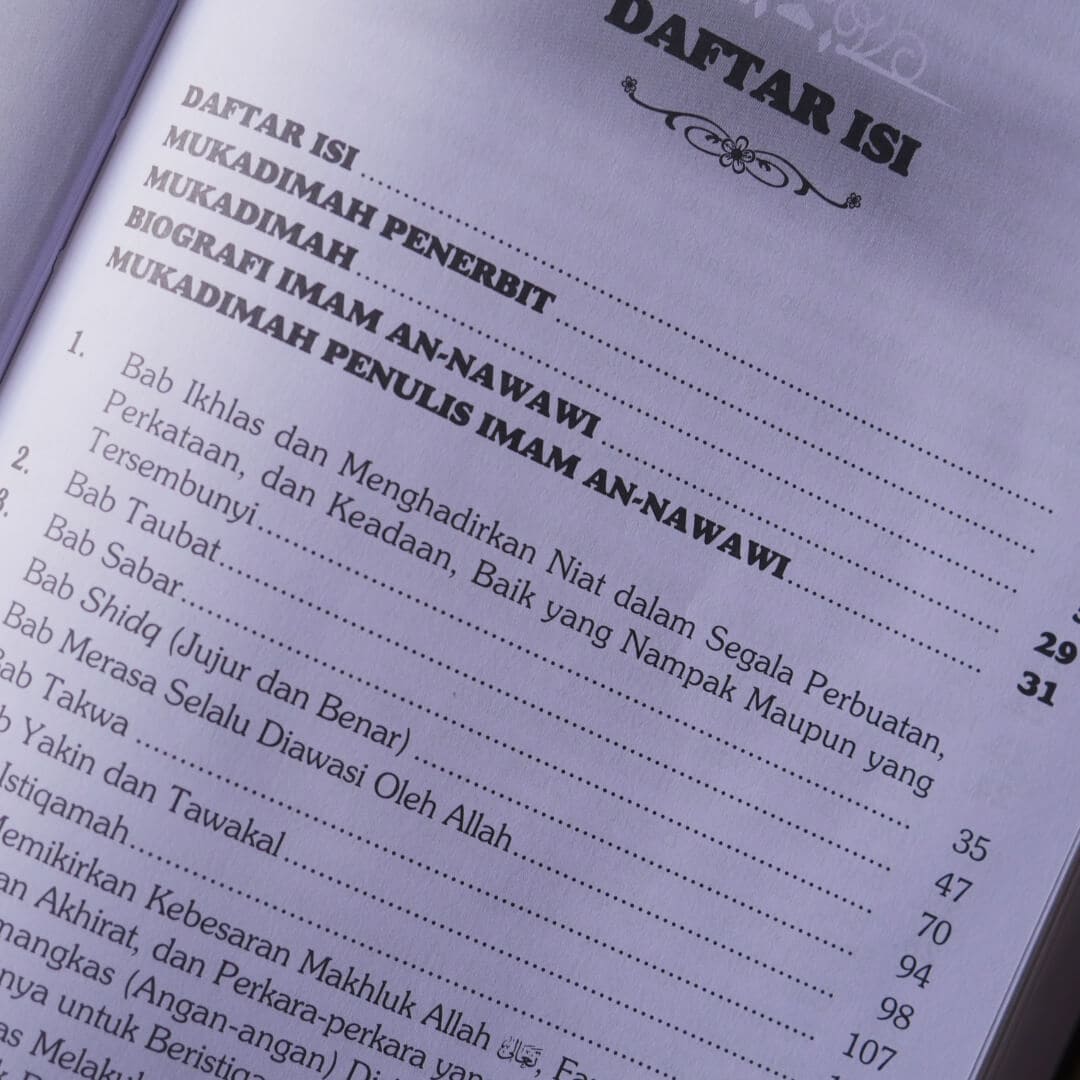 DAFTAR ISI
DAFTAR ISI ........
MUKADIMAH PENERBIT ........
MUKADIMAH ........
BIOGRAFI IMAM AN-NAWAWI ........ 29
MUKADIMAH PENULIS IMAM AN-NAWAWI ........ 31
1. Bab Ikhlas dan Menghadirkan Niat dalam Segala Perbuatan,
Perkataan, dan Keadaan, Baik yang Nampak Maupun yang
Tersembunyi ........ 35
2. Bab Taubat ........ 47
3. Bab Sabar ........ 70
Bab Shidq (Jujur dan Benar) ........ 94
Bab Merasa Selalu Diawasi Oleh Allah ........ 98
Bab Takwa ........ 107
Yakin dan Tawakal ........
Istiqamah ........
Memikirkan Kebesaran Makhluk Allah تعالى,
Akhirat, dan Perkara-perkara
(Angan-angan)
untuk